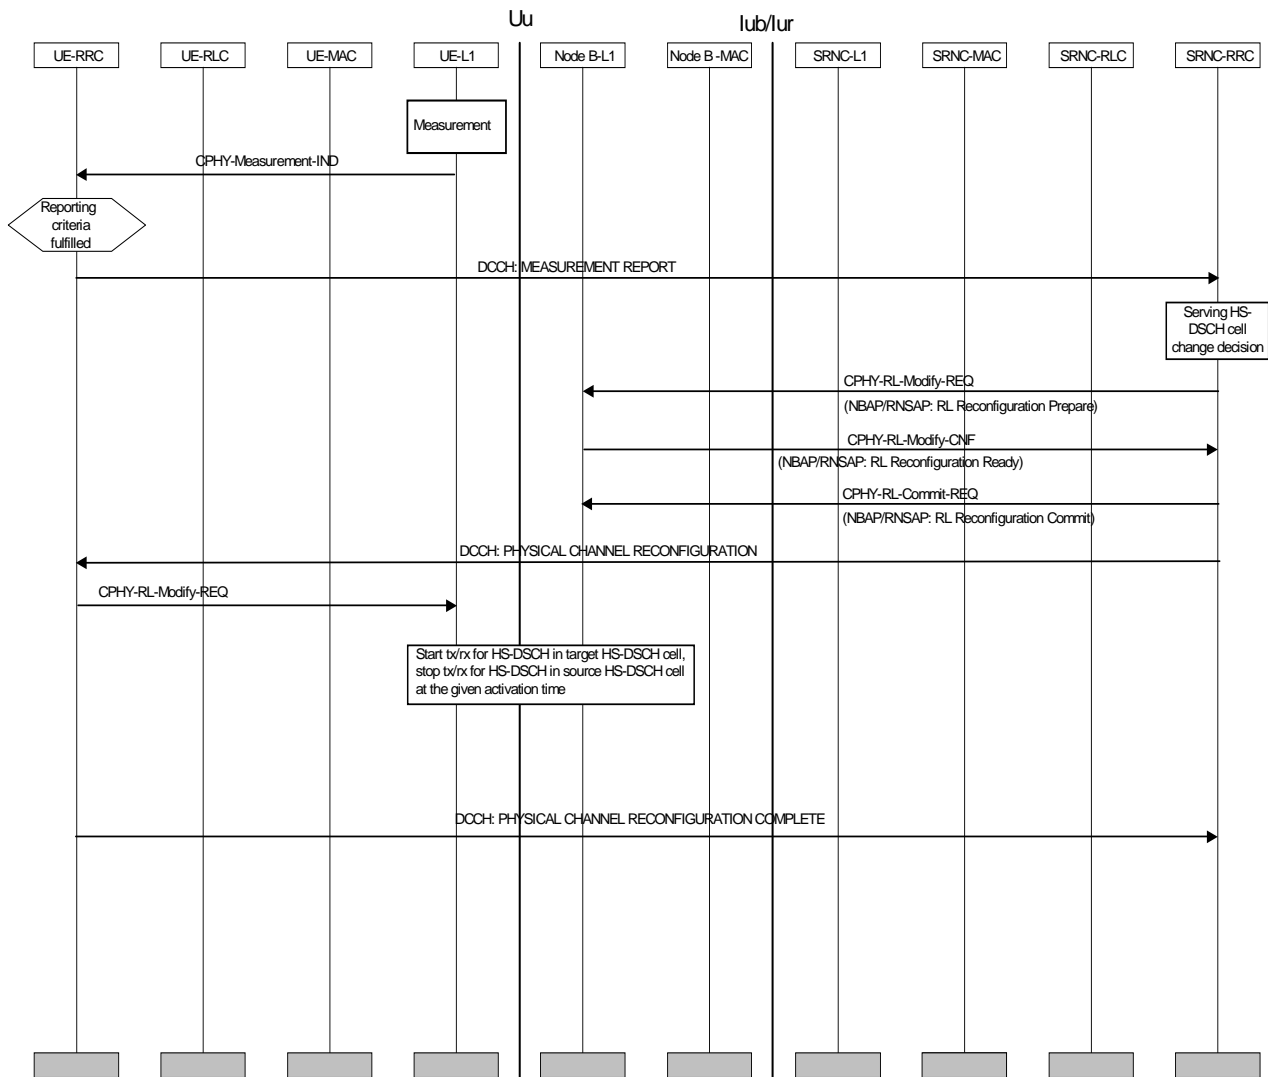 Uu
Iub/Iur
UE-RRC
UE-RLC
UE-MAC
UE-L1
Node B-L1
Node B -MAC
SRNC-L1
SRNC-MAC
SRNC-RLC
SRNC-RRC
Measurement
CPHY-Measurement-IND
Reporting
criteria
fulfilled
DCCH: MEASUREMENT REPORT
Serving HS-
DSCH cell
change decision
CPHY-RL-Modify-REQ
(NBAP/RNSAP: RL Reconfiguration Prepare)
CPHY-RL-Modify-CNF
(NBAP/RNSAP: RL Reconfiguration Ready)
CPHY-RL-Commit-REQ
(NBAP/RNSAP: RL Reconfiguration Commit)
DCCH: PHYSICAL CHANNEL RECONFIGURATION
CPHY-RL-Modify-REQ
Start tx/rx for HS-DSCH in target HS-DSCH cell,
stop tx/rx for HS-DSCH in source HS-DSCH cell
at the given activation time
DCCH: PHYSICAL CHANNEL RECONFIGURATION COMPLETE